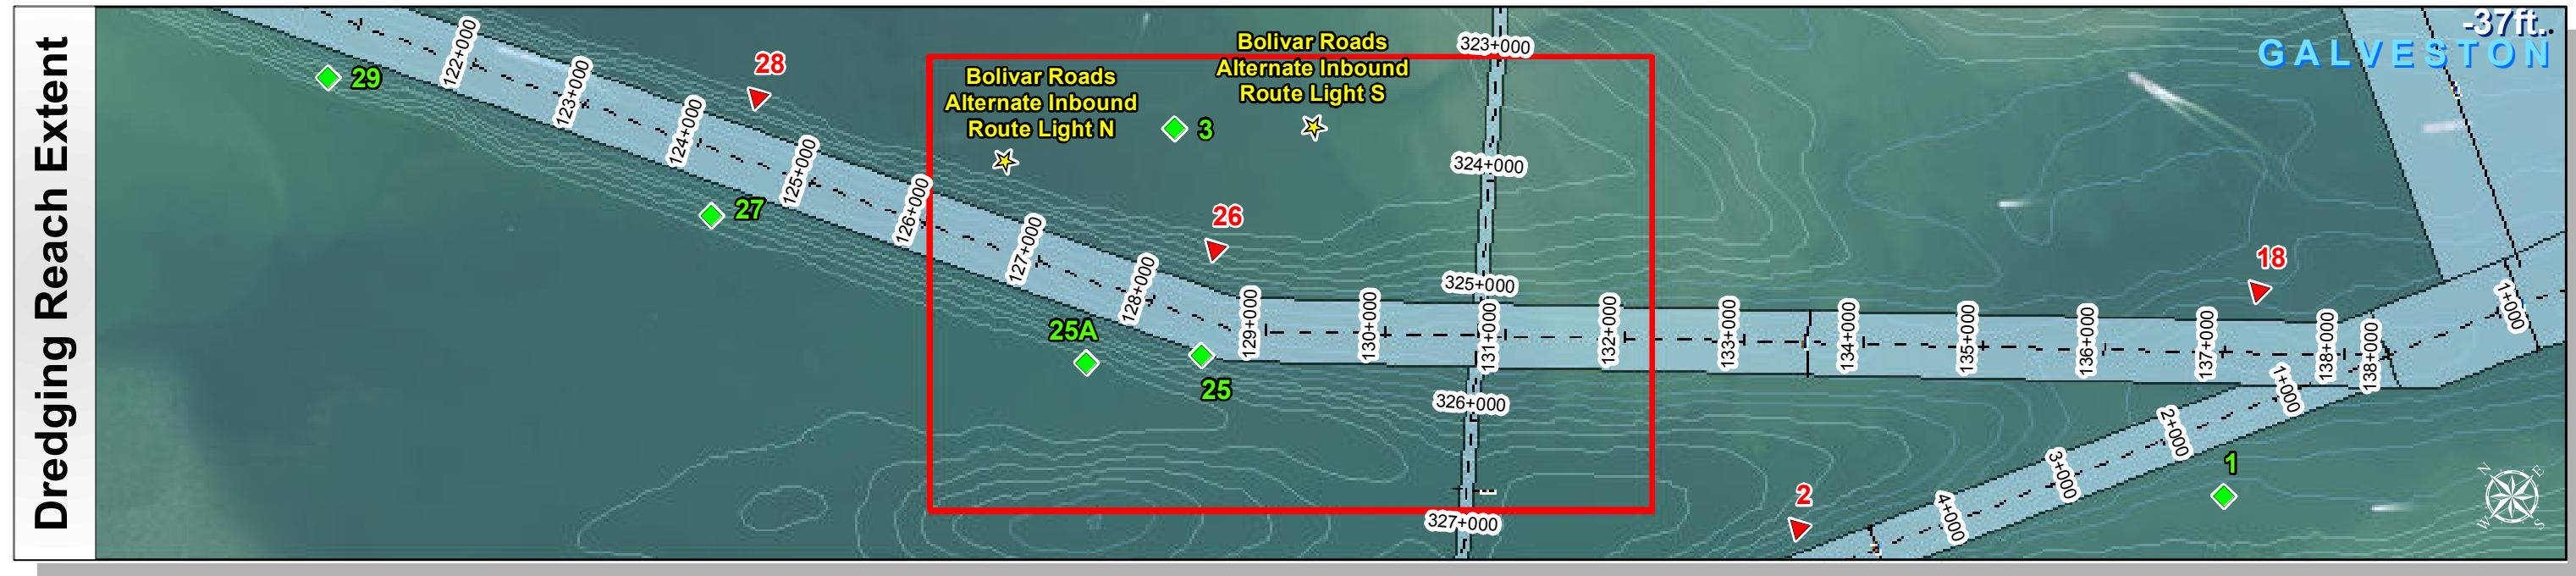 Dredging Reach Extent
-37ft.
GALVESTON
Bolivar Roads
Alternate Inbound
Route Light N
Bolivar Roads
Alternate Inbound
Route Light S
29
28
27
3
26
25A
25
18
2
1
122+000
123+000
124+000
125+000
126+000
127+000
128+000
129+000
130+000
131+000
132+000
133+000
134+000
135+000
136+000
137+000
138+000
138+000
323+000
324+000
325+000
326+000
327+000
1+000
1+000
2+000
3+000
4+000
N
E
W
S